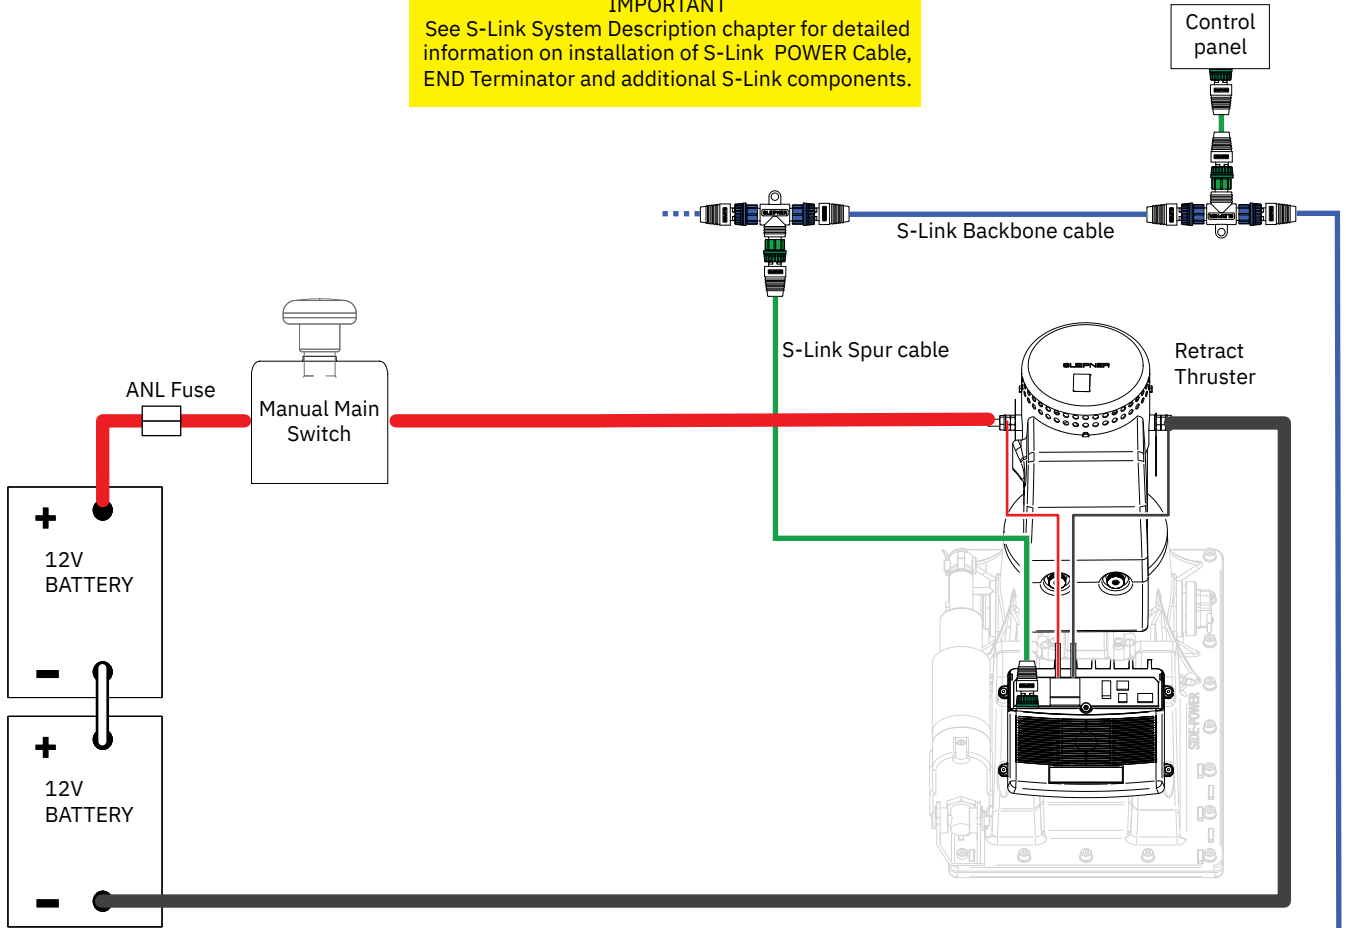 IMPORTANT
See S-Link System Description chapter for detailed
information on installation of S-Link POWER Cable,
END Terminator and additional S-Link components.
Control
panel
S-Link Backbone cable
S-Link Spur cable
Retract
Thruster
SLEIPNER
ANL Fuse
Manual Main
Switch
+
12V
BATTERY
-
+
12V
BATTERY
-
SIDE-POWER